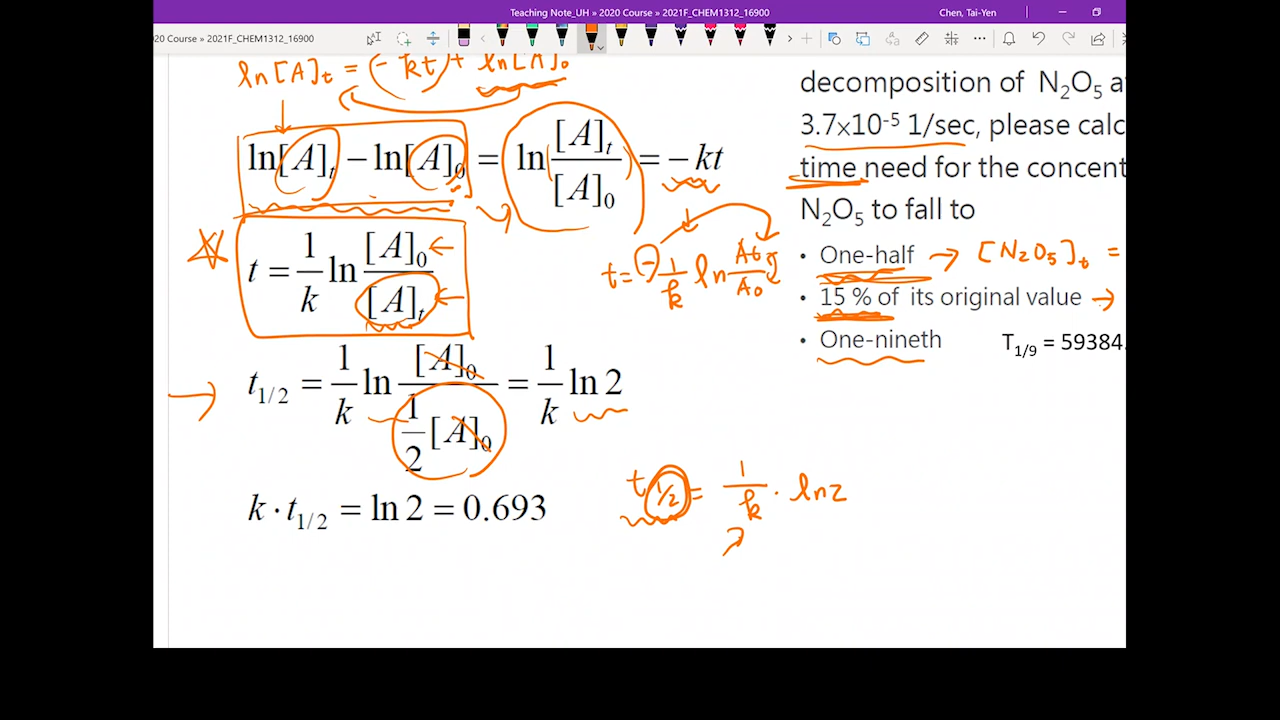 Teaching Note_UH » 2020 Course » 2021F_CHEM1312_16900
Chen, Tai-Yen
20 Course » 2021F_CHEM1312_16900
ln[A]t = (-kt) + ln[A]0
ln[A]t − ln[A]0 = ln [A]t / [A]0 = −kt
t = 1/k ln [A]0 / [A]t
t = - 1/k ln At / A0
t1/2 = 1/k ln [A]0 / 1/2 [A]0 = 1/k ln 2
k · t1/2 = ln 2 = 0.693
t 1/2 = 1/k · ln2
decomposition of N2O5 a
3.7×10-5 1/sec, please calc
time need for the concent
N2O5 to fall to
• One-half → [N2O5]t =
• 15 % of its original value →
• One-nineth T1/9 = 59384.